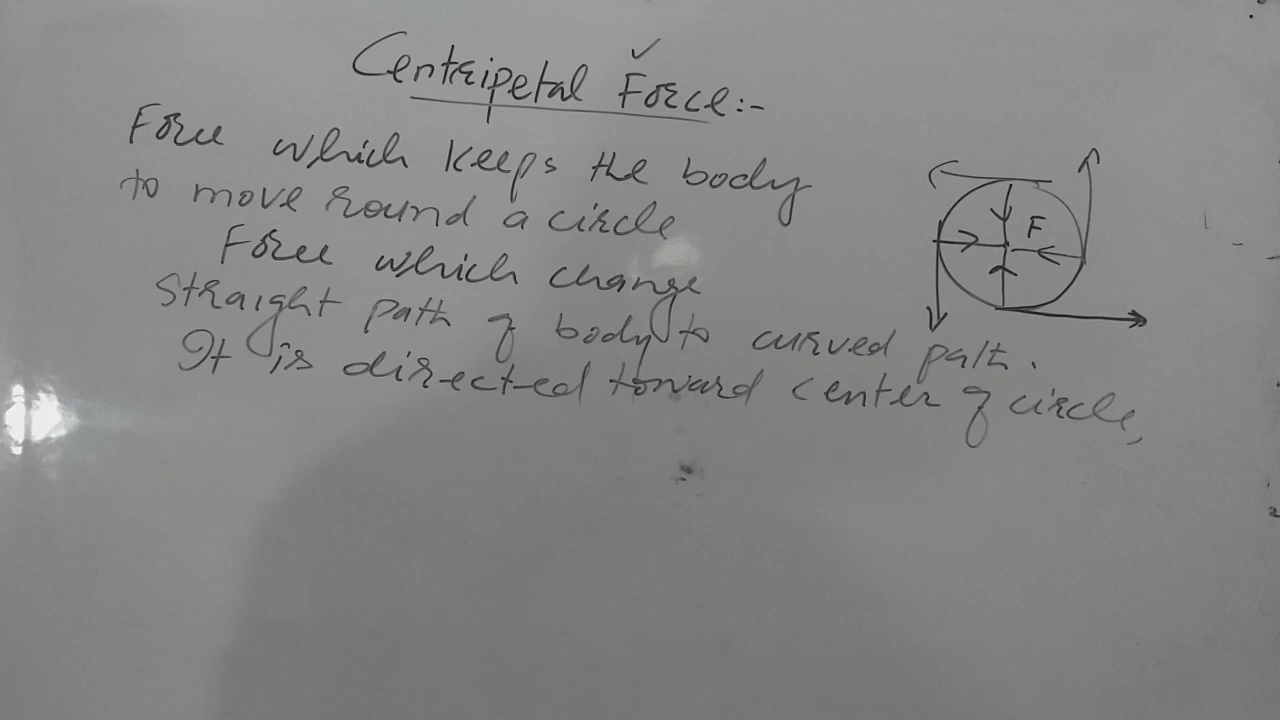 Centripetal Force:-
Force which keeps the body
to move round a circle
Force which change
straight path of body to curved path.
It is directed toward center of circle,
F